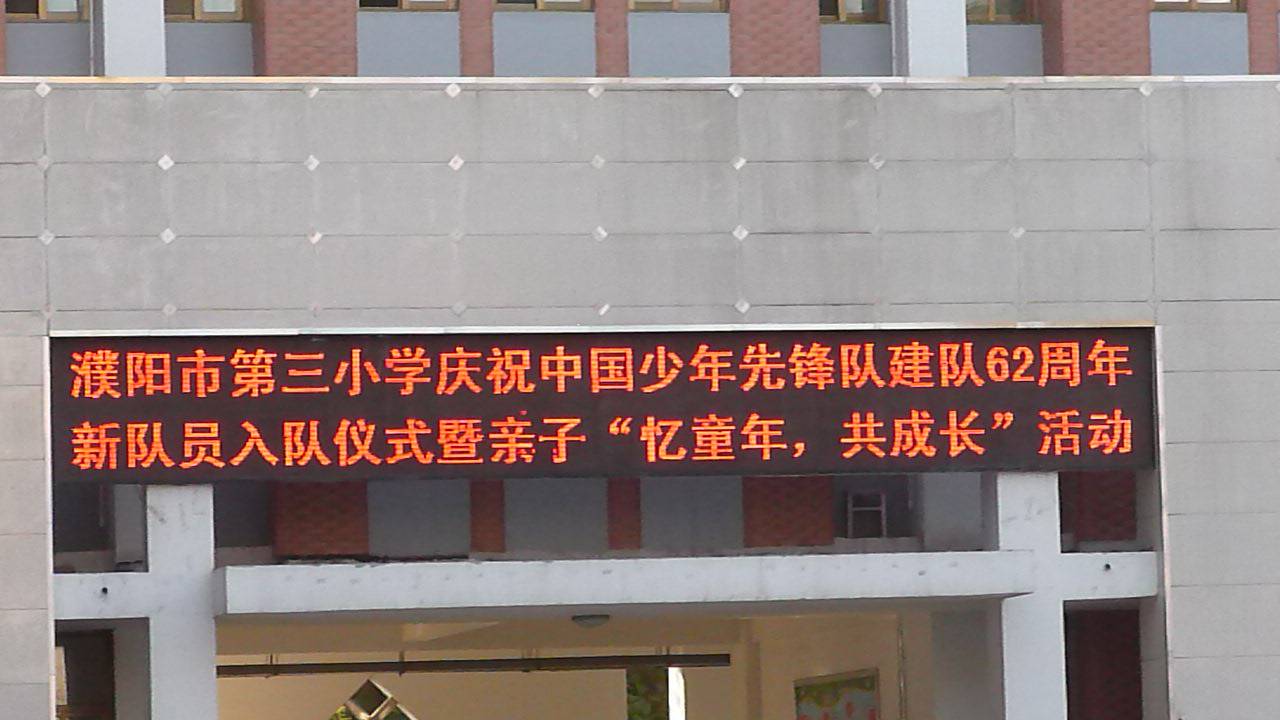 濮阳市第三小学庆祝中国少年先锋队建队62周年
新队员入队仪式暨亲子“忆童年，共成长”活动